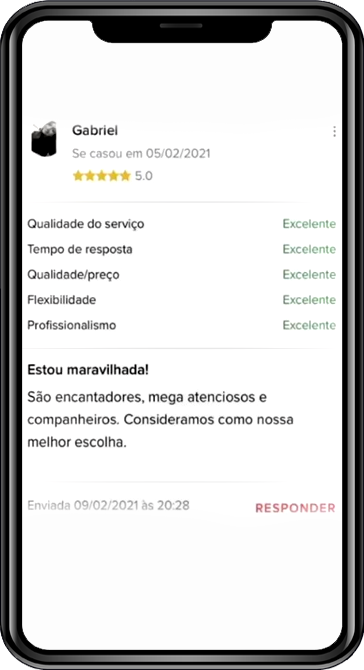 Gabriel
Se casou em 05/02/2021
5.0
Qualidade do serviço Excelente
Tempo de resposta Excelente
Qualidade/preço Excelente
Flexibilidade Excelente
Profissionalismo Excelente
Estou maravilhada!
São encantadores, mega atenciosos e
companheiros. Consideramos como nossa
melhor escolha.
Enviada 09/02/2021 às 20:28 RESPONDER